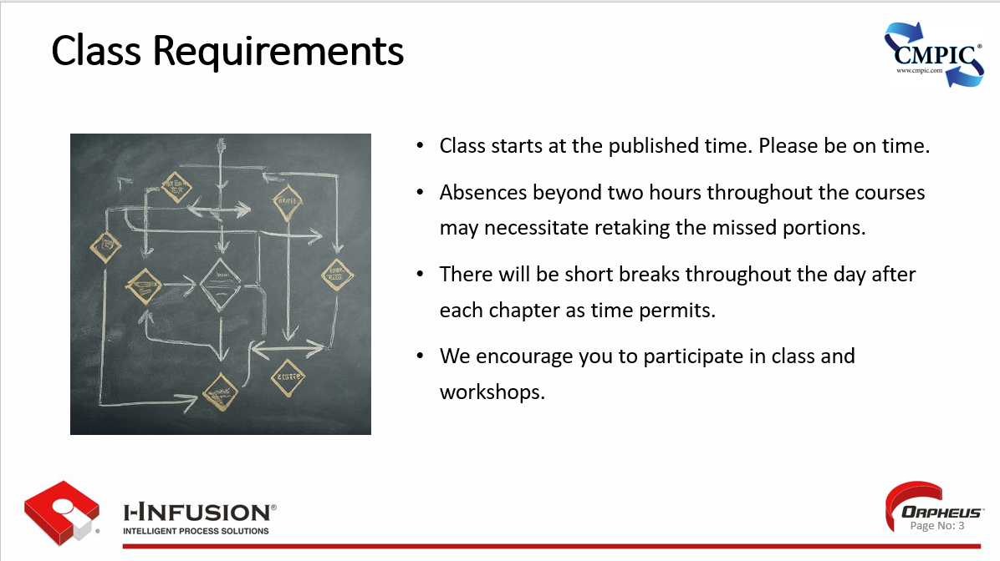 Class Requirements
CMPIC®
www.cmpic.com
• Class starts at the published time. Please be on time.
• Absences beyond two hours throughout the courses
may necessitate retaking the missed portions.
• There will be short breaks throughout the day after
each chapter as time permits.
• We encourage you to participate in class and
workshops.
I-INFUSION®
INTELLIGENT PROCESS SOLUTIONS
®
ORPHEUS™
Page No: 3